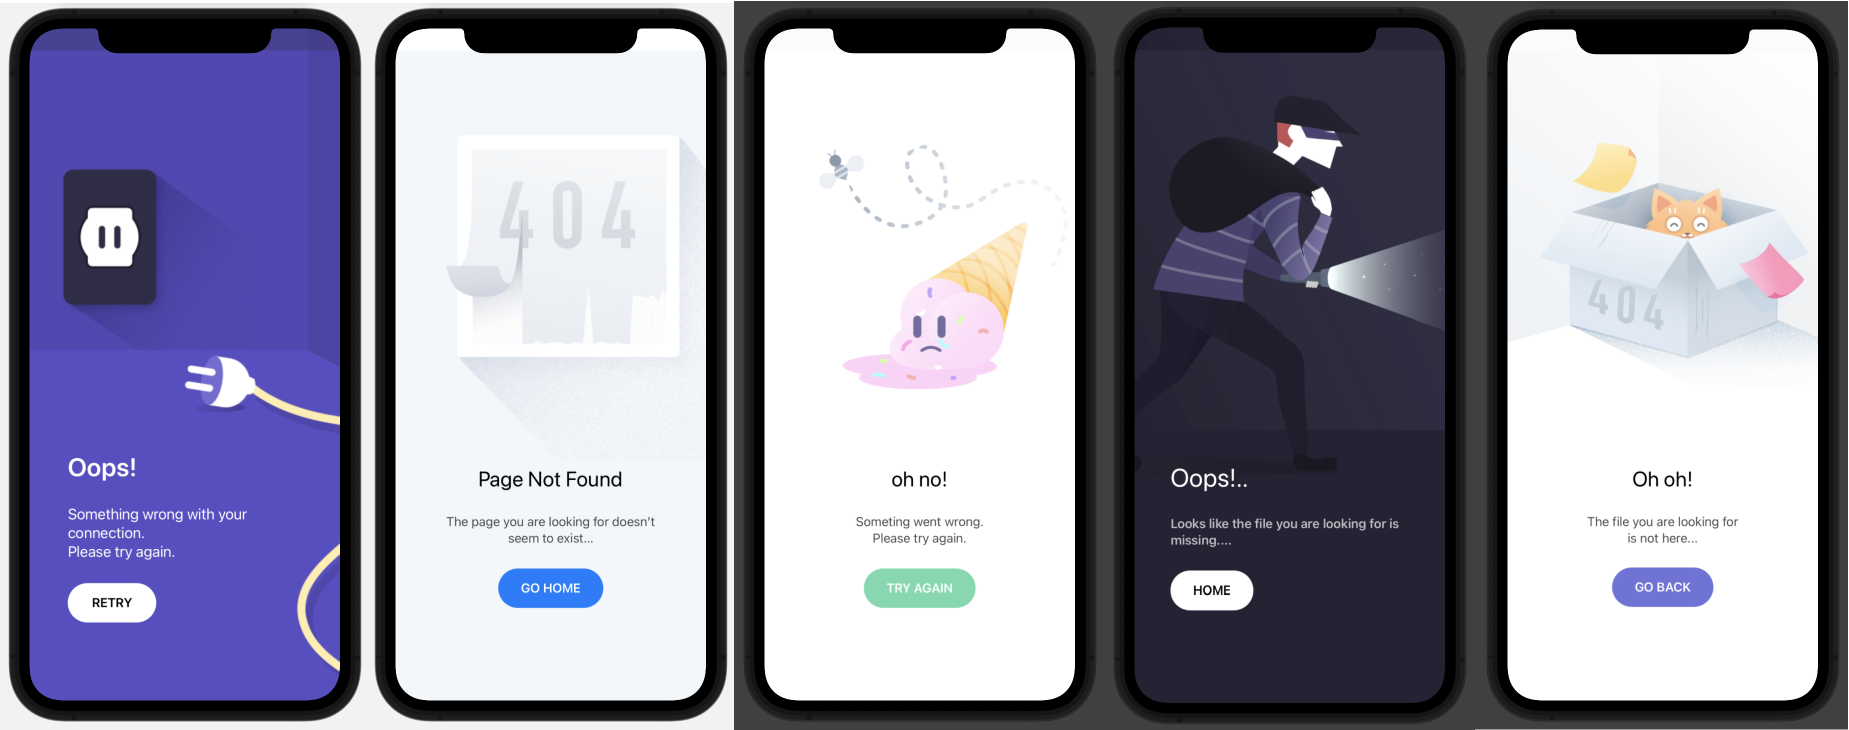 Oops!
Something wrong with your
connection.
Please try again.
RETRY
404
Page Not Found
The page you are looking for doesn't
seem to exist...
GO HOME
oh no!
Someting went wrong.
Please try again.
TRY AGAIN
Oops!..
Looks like the file you are looking for is
missing....
HOME
404
Oh oh!
The file you are looking for
is not here...
GO BACK